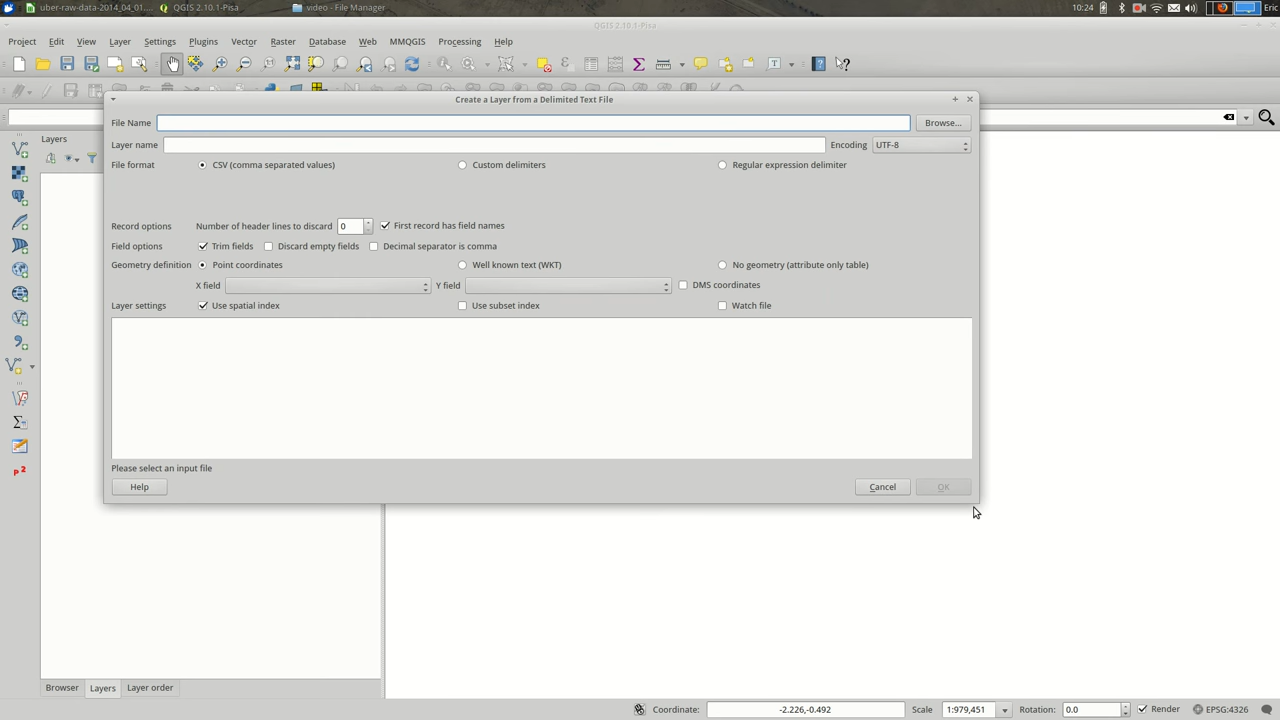 uber-raw-data-2014_04_01.... QGIS 2.10.1-Pisa video - File Manager 10:24 Eric
QGIS 2.10.1-Pisa
Project Edit View Layer Settings Plugins Vector Raster Database Web MMQGIS Processing Help
Create a Layer from a Delimited Text File
File Name Browse...
Layer name Encoding UTF-8
Layers
File format CSV (comma separated values) Custom delimiters Regular expression delimiter
Record options Number of header lines to discard 0 First record has field names
Field options Trim fields Discard empty fields Decimal separator is comma
Geometry definition Point coordinates Well known text (WKT) No geometry (attribute only table)
X field Y field DMS coordinates
Layer settings Use spatial index Use subset index Watch file
Please select an input file
Help Cancel OK
Browser Layers Layer order
Coordinate: -2.226,-0.492 Scale 1:979,451 Rotation: 0.0 Render EPSG:4326